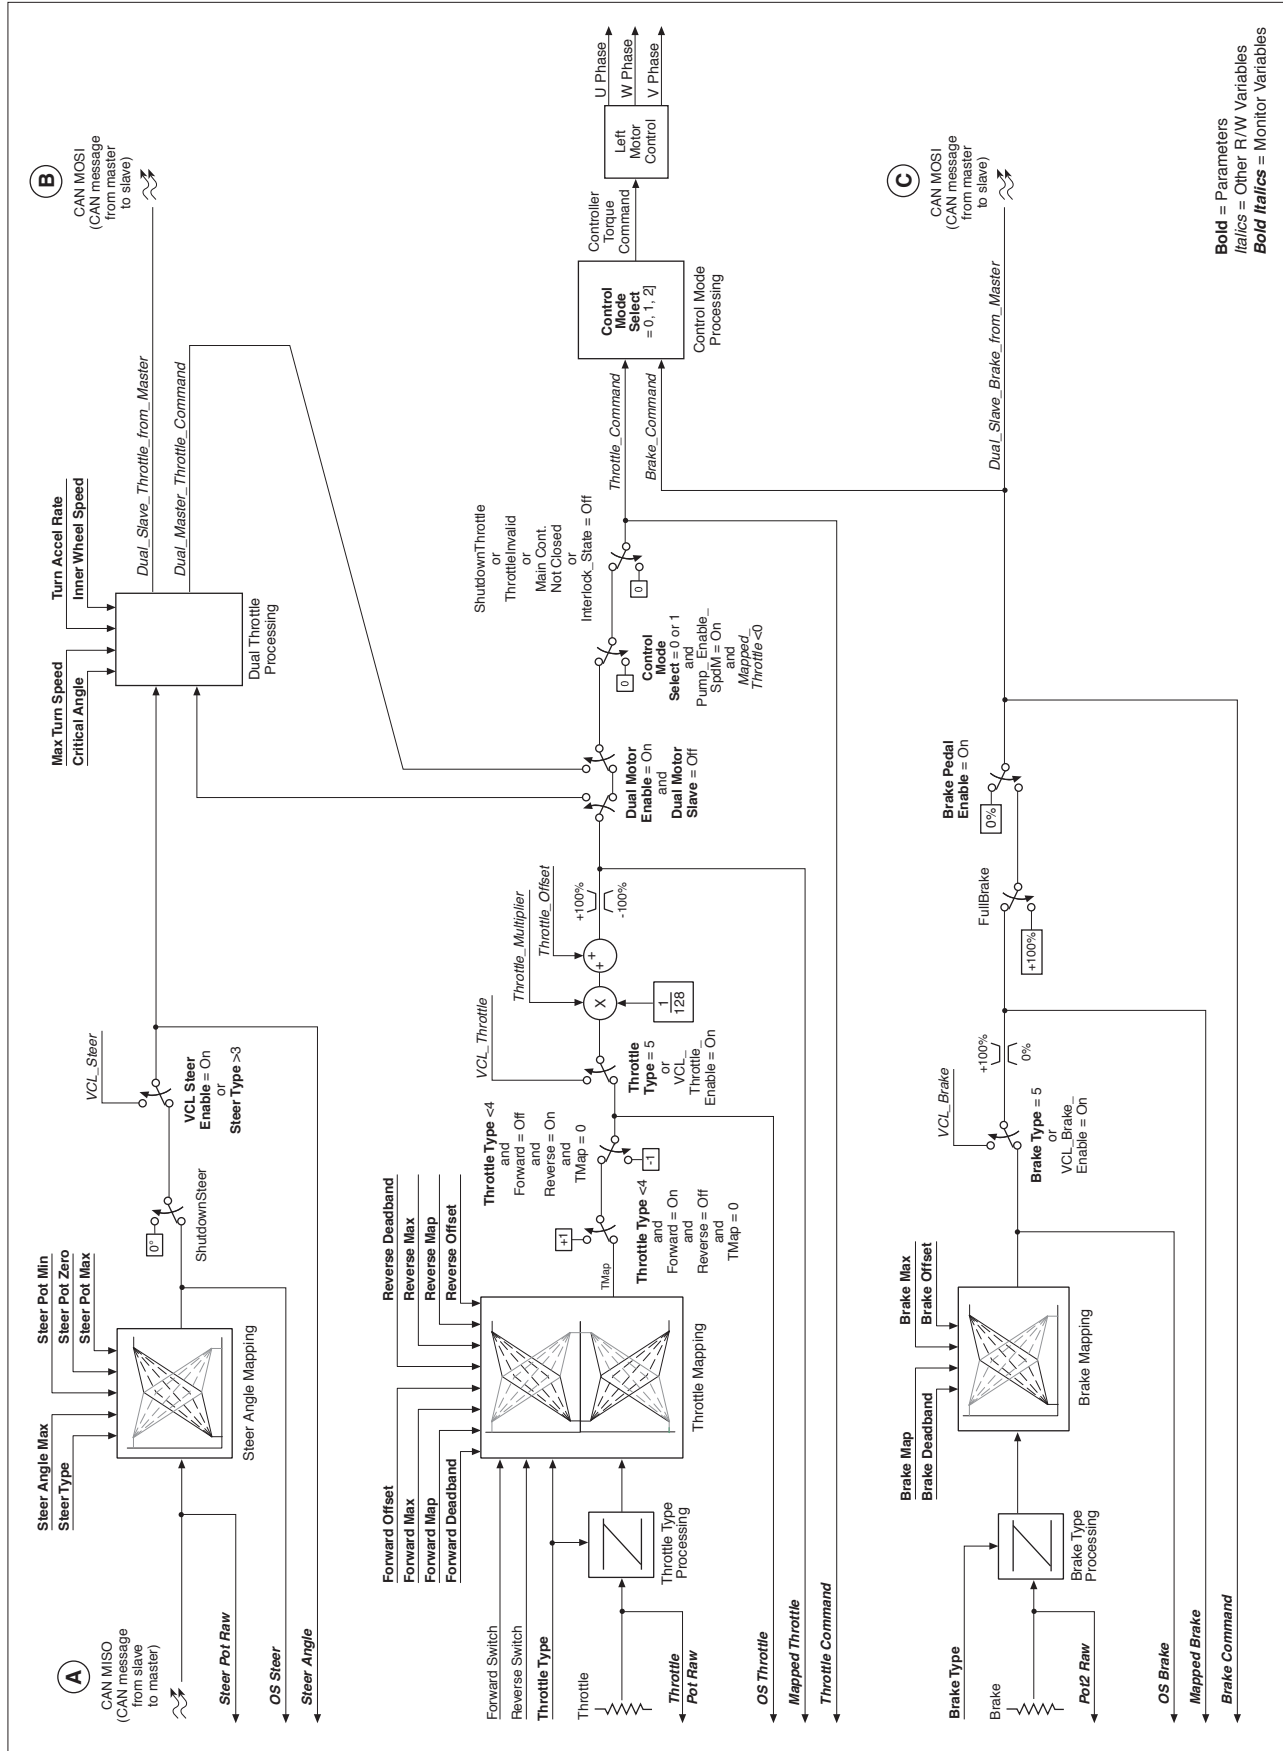 A
CAN MISO
(CAN message
from slave
to master)
Steer Pot Raw
OS Steer
Steer Angle
Steer Angle Max
Steer Type
Steer Pot Min
Steer Pot Zero
Steer Pot Max
Steer Angle Mapping
0°
ShutdownSteer
VCL_Steer
VCL Steer
Enable = On
or
Steer Type >3
Max Turn Speed
Critical Angle
Turn Accel Rate
Inner Wheel Speed
Dual Throttle
Processing
Dual_Slave_Throttle_from_Master
Dual_Master_Throttle_Command
B
CAN MOSI
(CAN message
from master
to slave)
Forward Switch
Reverse Switch
Throttle Type
Throttle
Throttle
Pot Raw
OS Throttle
Mapped Throttle
Throttle Command
Throttle Type
Processing
Forward Offset
Forward Max
Forward Map
Forward Deadband
Reverse Deadband
Reverse Max
Reverse Map
Reverse Offset
Throttle Mapping
TMap
+1
Throttle Type <4
and
Forward = On
and
Reverse = Off
and
TMap = 0
Throttle Type <4
and
Forward = Off
and
Reverse = On
and
TMap = 0
-1
VCL_Throttle
Throttle
Type = 5
or
VCL_
Throttle_
Enable = On
Throttle_Multiplier
X
1
128
Throttle_Offset
+
+
+100%
-100%
Dual Motor
Enable = On
and
Dual Motor
Slave = Off
0
Control
Mode
Select = 0 or 1
and
Pump_Enable_
SpdM = On
and
Mapped_
Throttle <0
ShutdownThrottle
or
ThrottleInvalid
or
Main Cont.
Not Closed
or
Interlock_State = Off
0
Throttle_Command
Brake_Command
Control
Mode
Select
= 0, 1, 2]
Control Mode
Processing
Controller
Torque
Command
Left
Motor
Control
U Phase
W Phase
V Phase
Brake Type
Brake
Pot2 Raw
OS Brake
Mapped Brake
Brake Command
Brake Type
Processing
Brake Map
Brake Deadband
Brake Max
Brake Offset
Brake Mapping
VCL_Brake
Brake Type = 5
or
VCL_Brake_
Enable = On
+100%
0%
FullBrake
+100%
Brake Pedal
Enable = On
0%
Dual_Slave_Brake_from_Master
C
CAN MOSI
(CAN message
from master
to slave)
Bold = Parameters
Italics = Other R/W Variables
Bold Italics = Monitor Variables